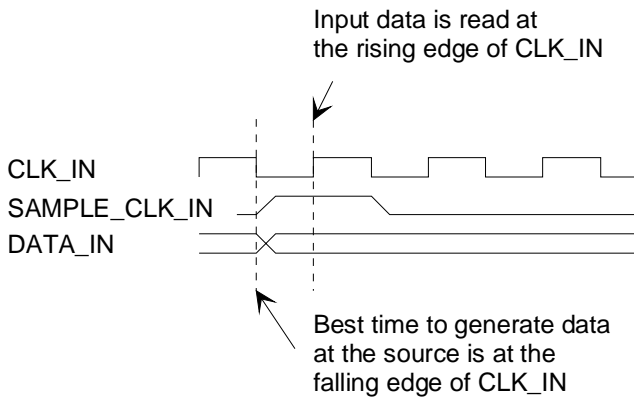 Input data is read at
the rising edge of CLK_IN
CLK_IN
SAMPLE_CLK_IN
DATA_IN
Best time to generate data
at the source is at the
falling edge of CLK_IN